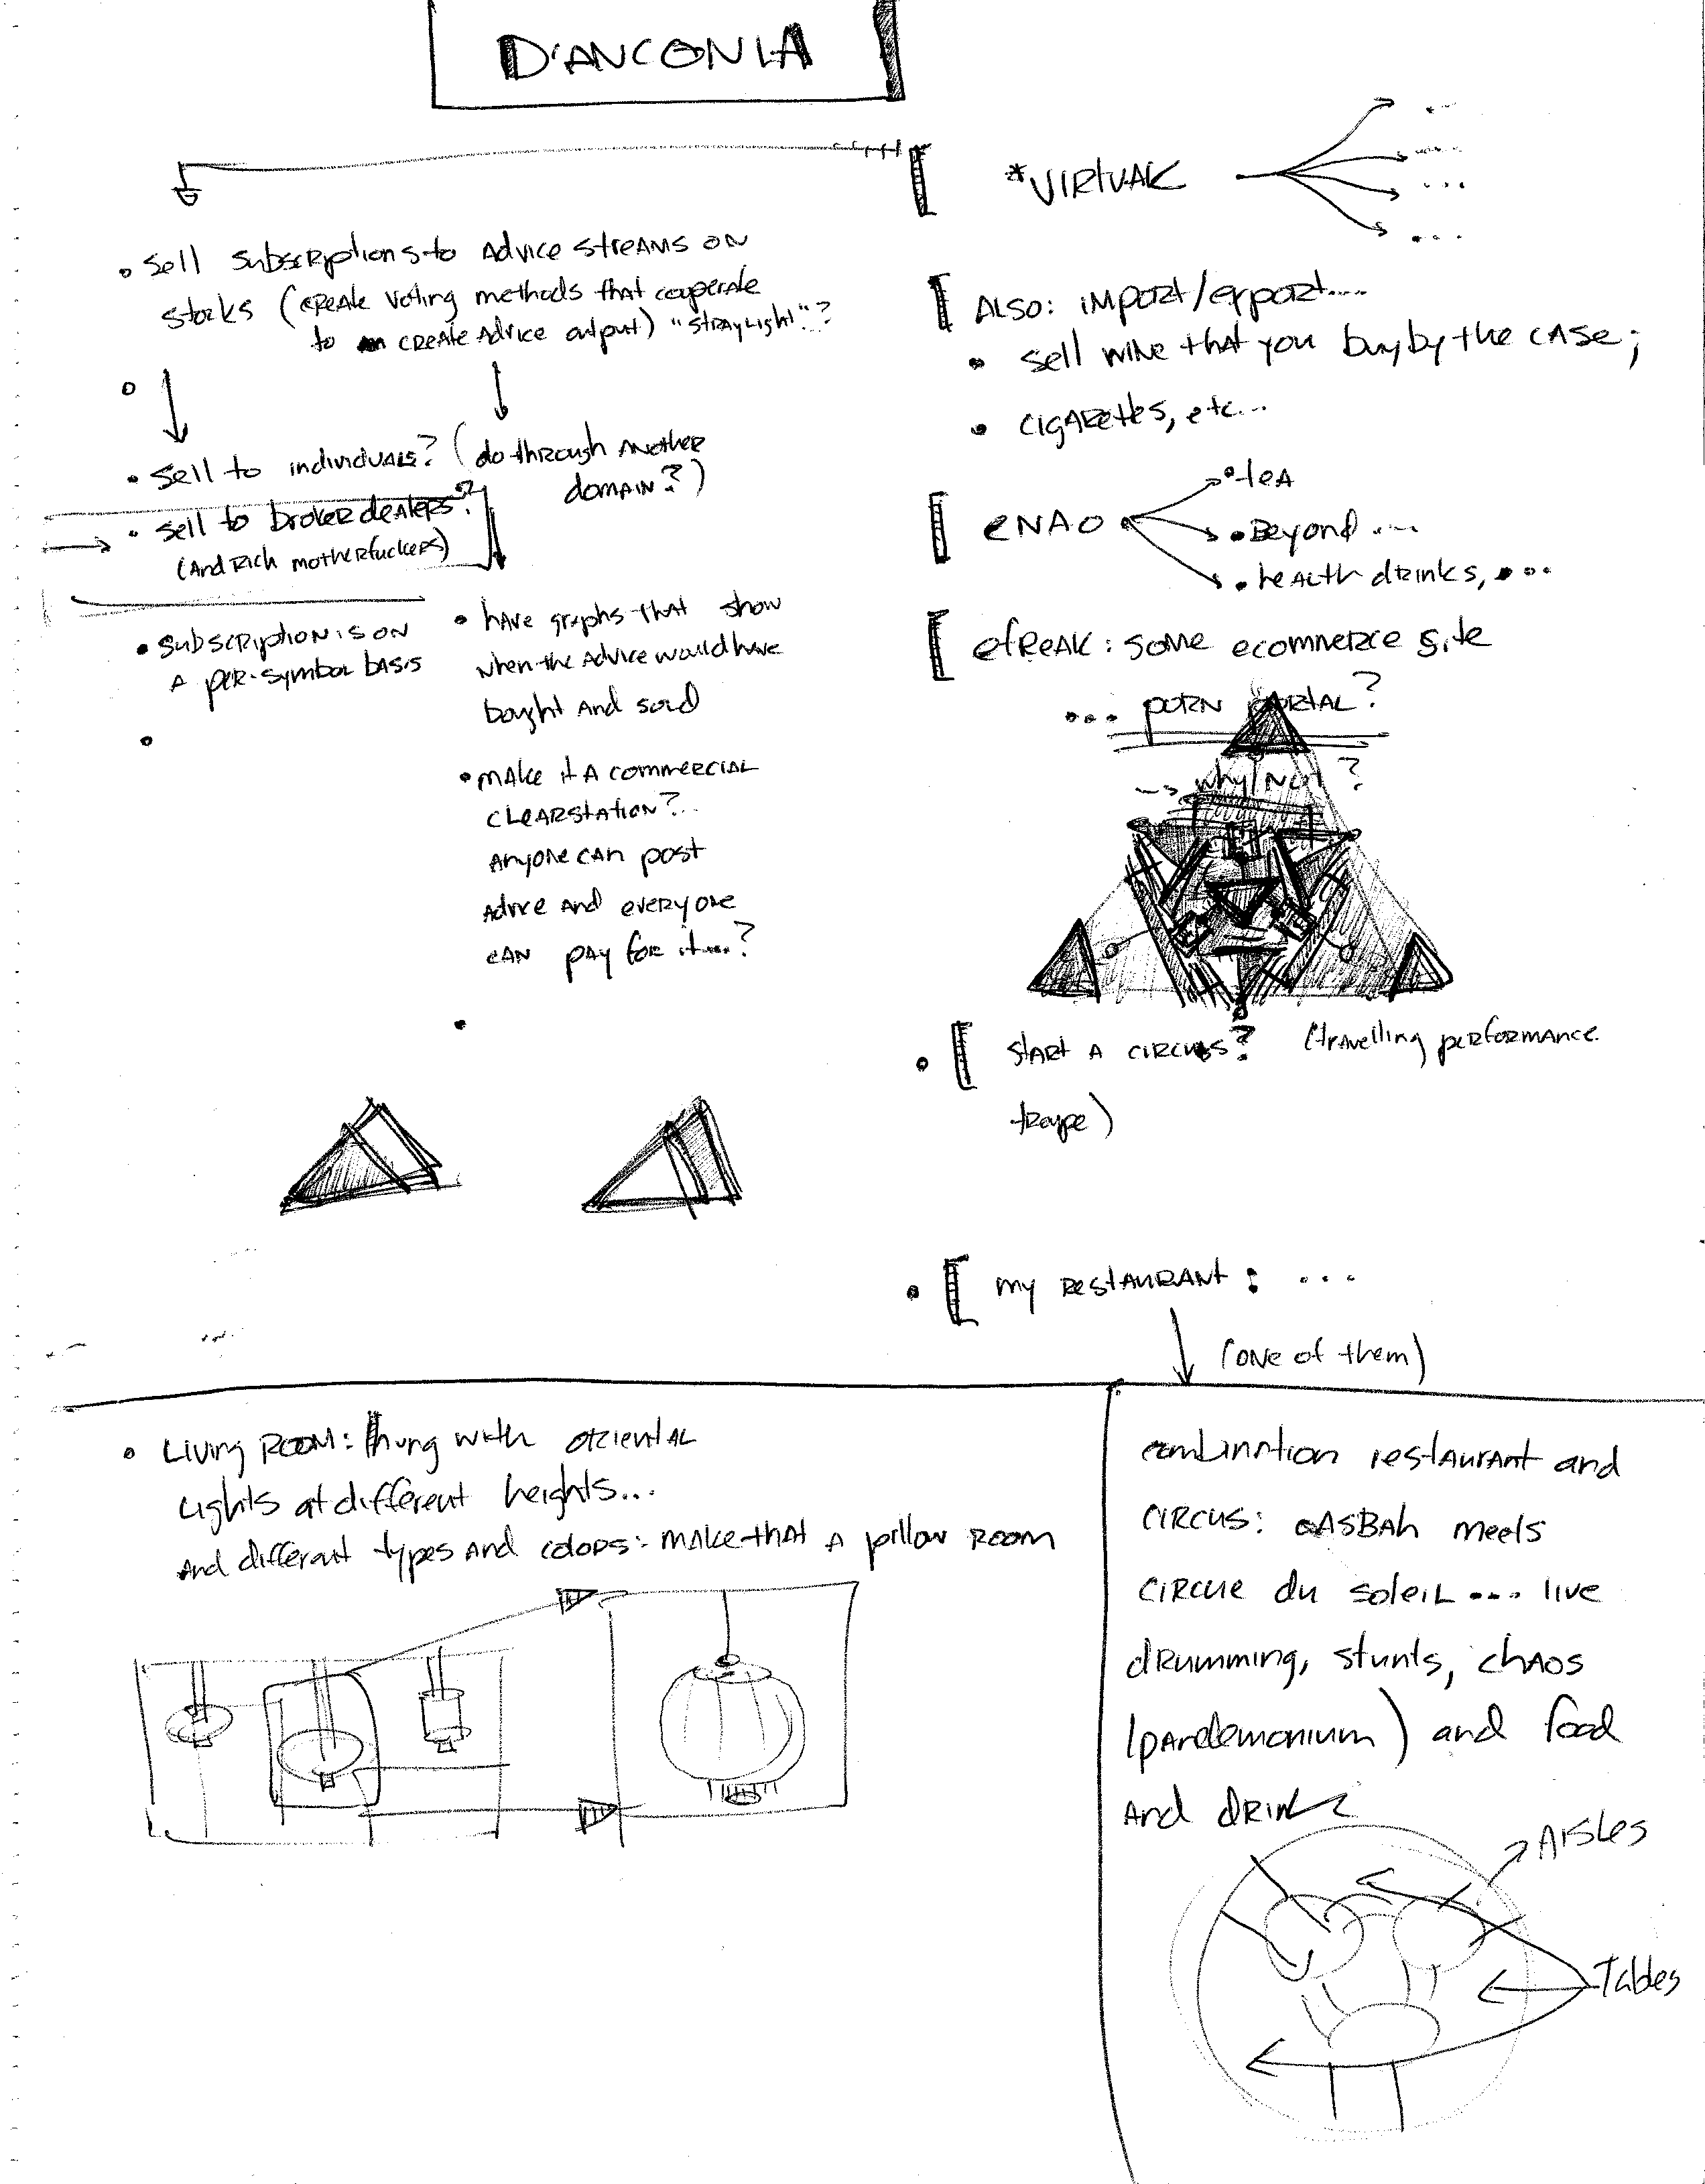 D'ANCONIA
• Sell subscriptions to advice streams on
stocks (create voting methods that cooperate
to create advice output) "straylight"?
• sell to individuals? (do through another
domain?)
• sell to broker dealers?
(and rich motherfuckers)
• subscription is on
a per-symbol basis
• have graphs that show
when the advice would have
bought and sold
• make it a commercial
clearstation?..
anyone can post
advice and everyone
can pay for it....?
*VIRTUAK
...
...
...
...
Also: import/export....
• sell wine that you buy by the case;
• cigarettes, etc...
eNAO
• tea
• Beyond ...
• health drinks, ...
efreak: some ecommerce site
... porn portal?
why not?
• start a circus? (travelling performance
troupe)
• my restaurant: ...
(one of them)
• Living Room: hung with oriental
lights at different heights...
and different types and colors: make that a pillow room
combination restaurant and
circus: casbah meets
cirque du soleil ... live
drumming, stunts, chaos
(pandemonium) and food
and drink
Aisles
Tables